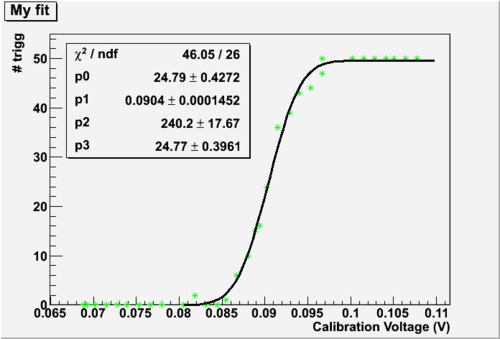 My fit
# trigg
χ² / ndf 46.05 / 26
p0 24.79 ± 0.4272
p1 0.0904 ± 0.0001452
p2 240.2 ± 17.67
p3 24.77 ± 0.3961
50
40
30
20
10
0
0.065 0.07 0.075 0.08 0.085 0.09 0.095 0.1 0.105 0.11
Calibration Voltage (V)